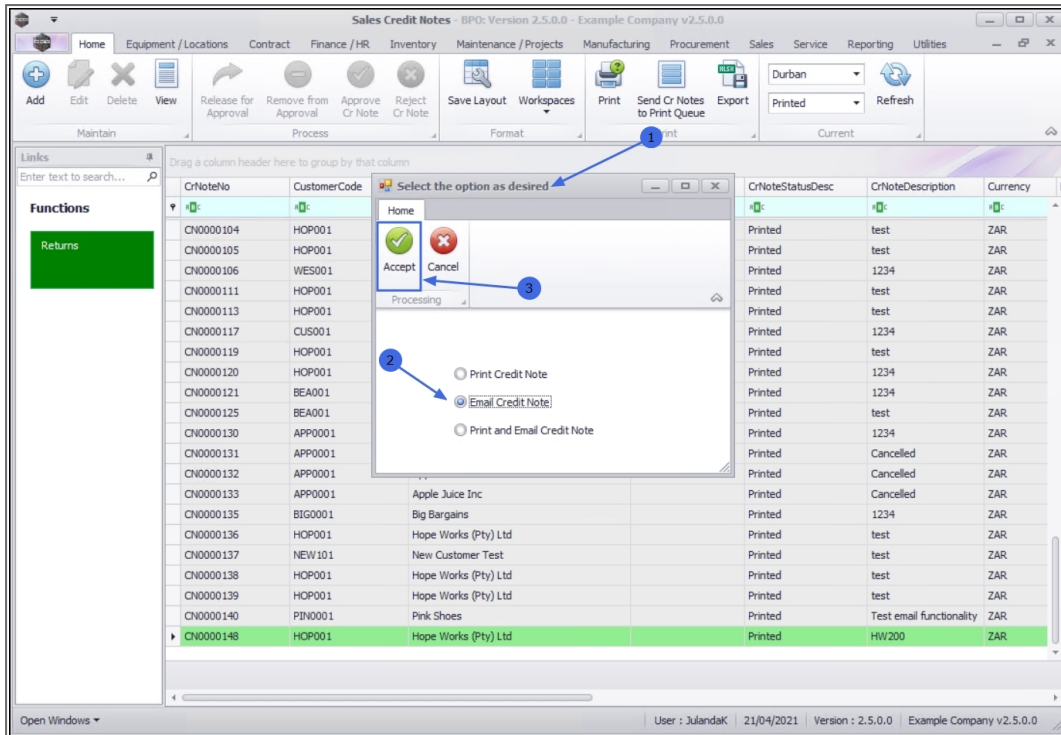 Sales Credit Notes - BPO: Version 2.5.0.0 - Example Company v2.5.0.0
Home Equipment / Locations Contract Finance / HR Inventory Maintenance / Projects Manufacturing Procurement Sales Service Reporting Utilities
Add Edit Delete View Release for Approval Remove from Approval Approve Cr Note Reject Cr Note Save Layout Workspaces Print Send Cr Notes to Print Queue Export Durban Printed Refresh
Maintain Process Format Print Current
1
Links
Enter text to search...
Functions
Returns
Drag a column header here to group by that column
CrNoteNo CustomerCode CrNoteStatusDesc CrNoteDescription Currency
CN0000104 HOP001 Printed test ZAR
CN0000105 HOP001 Printed test ZAR
CN0000106 WES001 Printed 1234 ZAR
CN0000111 HOP001 Printed test ZAR
CN0000113 HOP001 Printed test ZAR
CN0000117 CUS001 Printed 1234 ZAR
CN0000119 HOP001 Printed test ZAR
CN0000120 HOP001 Printed 1234 ZAR
CN0000121 BEA001 Printed 1234 ZAR
CN0000125 BEA001 Printed test ZAR
CN0000130 APP0001 Printed 1234 ZAR
CN0000131 APP0001 Printed Cancelled ZAR
CN0000132 APP0001 Printed Cancelled ZAR
CN0000133 APP0001 Apple Juice Inc Printed Cancelled ZAR
CN0000135 BIG0001 Big Bargains Printed 1234 ZAR
CN0000136 HOP001 Hope Works (Pty) Ltd Printed test ZAR
CN0000137 NEW101 New Customer Test Printed test ZAR
CN0000138 HOP001 Hope Works (Pty) Ltd Printed test ZAR
CN0000139 HOP001 Hope Works (Pty) Ltd Printed test ZAR
CN0000140 PIN0001 Pink Shoes Printed Test email functionality ZAR
CN0000148 HOP001 Hope Works (Pty) Ltd Printed HW200 ZAR
Select the option as desired
Home
Accept Cancel
3
Processing
2
Print Credit Note
Email Credit Note
Print and Email Credit Note
Open Windows User : JulandaK 21/04/2021 Version : 2.5.0.0 Example Company v2.5.0.0